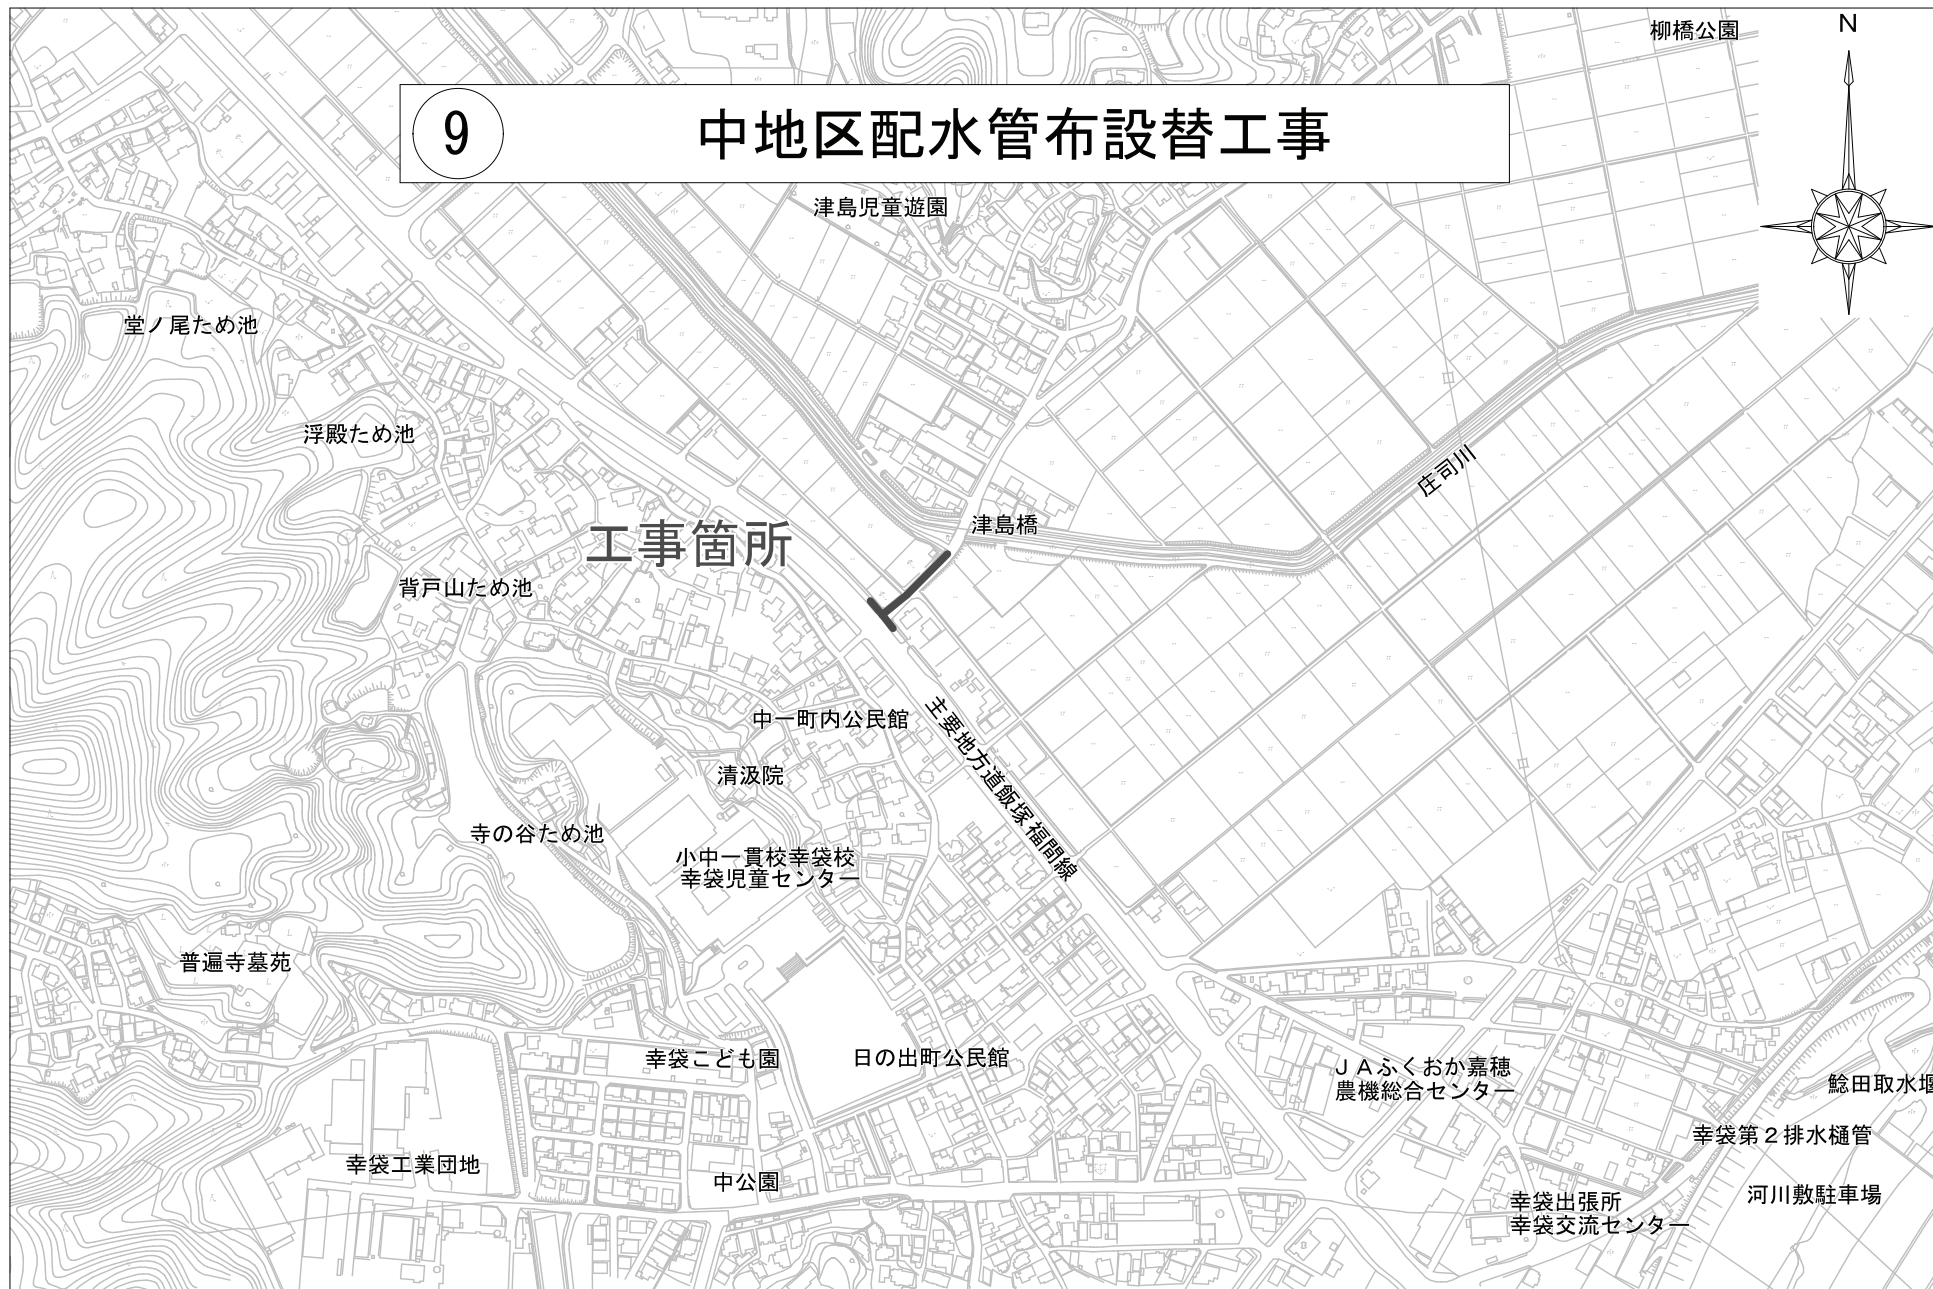 柳橋公園
N
9
中地区配水管布設替工事
津島児童遊園
堂ノ尾ため池
浮殿ため池
庄司川
津島橋
工事箇所
背戸山ため池
中一町内公民館
主要地方道飯塚福間線
清汲院
寺の谷ため池
小中一貫校幸袋校
幸袋児童センター
普遍寺墓苑
幸袋こども園
日の出町公民館
JAふくおか嘉穂
農機総合センター
鯰田取水堰
幸袋第2排水樋管
幸袋工業団地
中公園
河川敷駐車場
幸袋出張所
幸袋交流センター